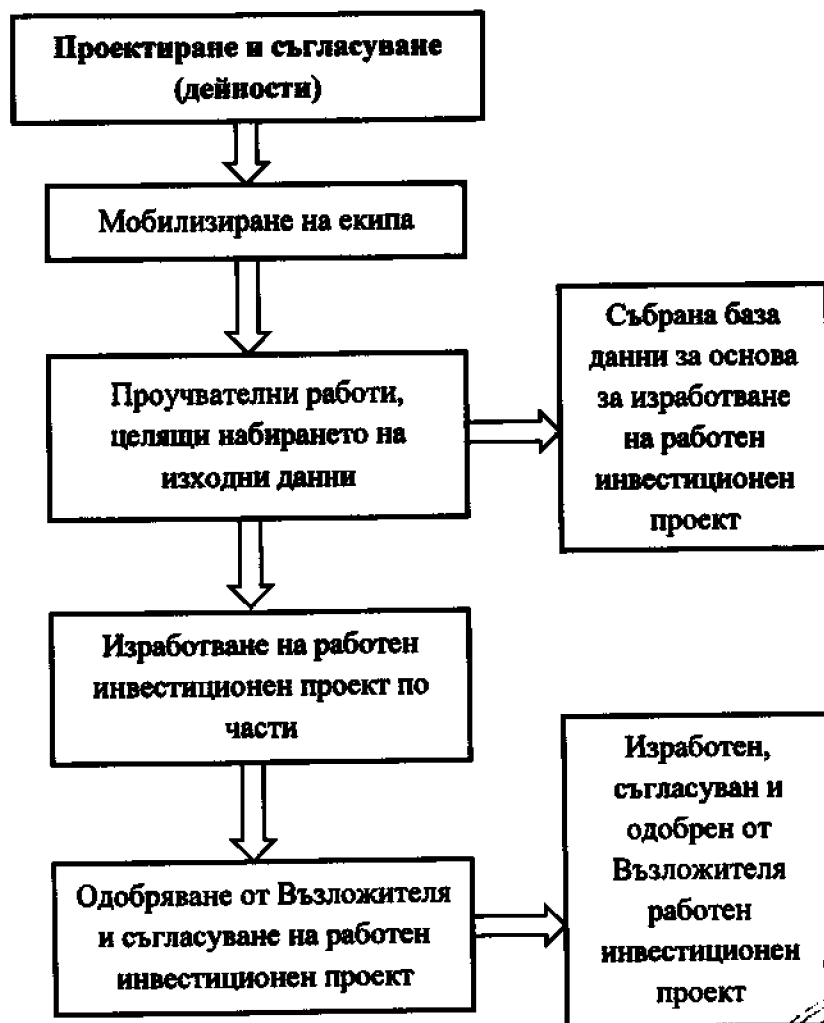 Проектиране и съгласуване
(дейности)
Мобилизиране на екипа
Проучвателни работи,
целящи набирането на
изходни данни
Събрана база
данни за основа
за изработване
на работен
инвестиционен
проект
Изработване на работен
инвестиционен проект по
части
Одобряване от Възложителя
и съгласуване на работен
инвестиционен проект
Изработен,
съгласуван и
одобрен от
Възложителя
работен
инвестиционен
проект